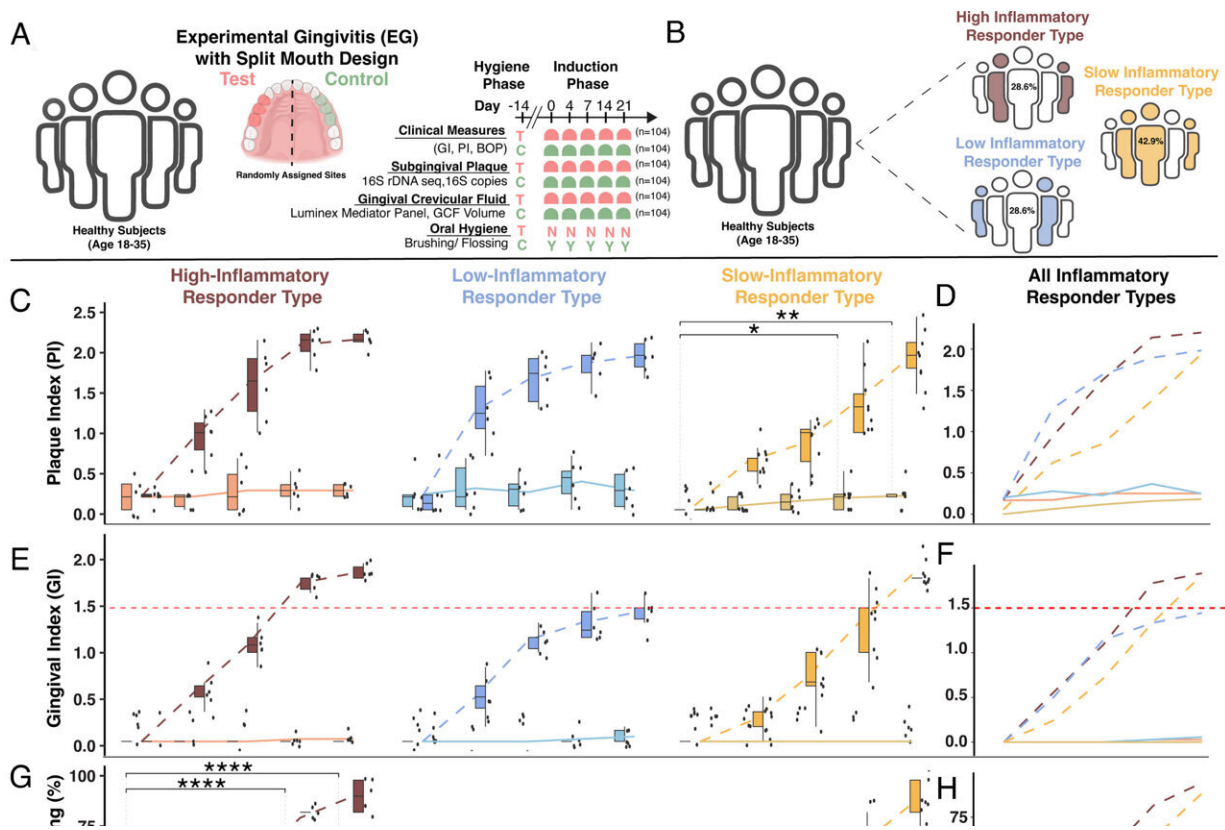 A
Experimental Gingivitis (EG)
with Split Mouth Design
Test
Control
Randomly Assigned Sites
Healthy Subjects
(Age 18-35)
Hygiene
Phase
Induction
Phase
Day -14 0 4 7 14 21
Clinical Measures T (n=104)
(GI, PI, BOP) C (n=104)
Subgingival Plaque T (n=104)
16S rDNA seq,16S copies C (n=104)
Gingival Crevicular Fluid T (n=104)
Luminex Mediator Panel, GCF Volume C (n=104)
Oral Hygiene T N N N N N
Brushing/ Flossing C Y Y Y Y Y
B
Healthy Subjects
(Age 18-35)
High Inflammatory
Responder Type
28.6%
Slow Inflammatory
Responder Type
42.9%
Low Inflammatory
Responder Type
28.6%
C
High-Inflammatory
Responder Type
Low-Inflammatory
Responder Type
Slow-Inflammatory
Responder Type
Plaque Index (PI)
2.5
2.0
1.5
1.0
0.5
0.0
**
*
D
All Inflammatory
Responder Types
2.0
1.5
1.0
0.5
0.0
E
Gingival Index (GI)
2.0
1.5
1.0
0.5
0.0
F
1.5
1.0
0.5
0.0
G
ng (%)
100
75
****
****
H
75